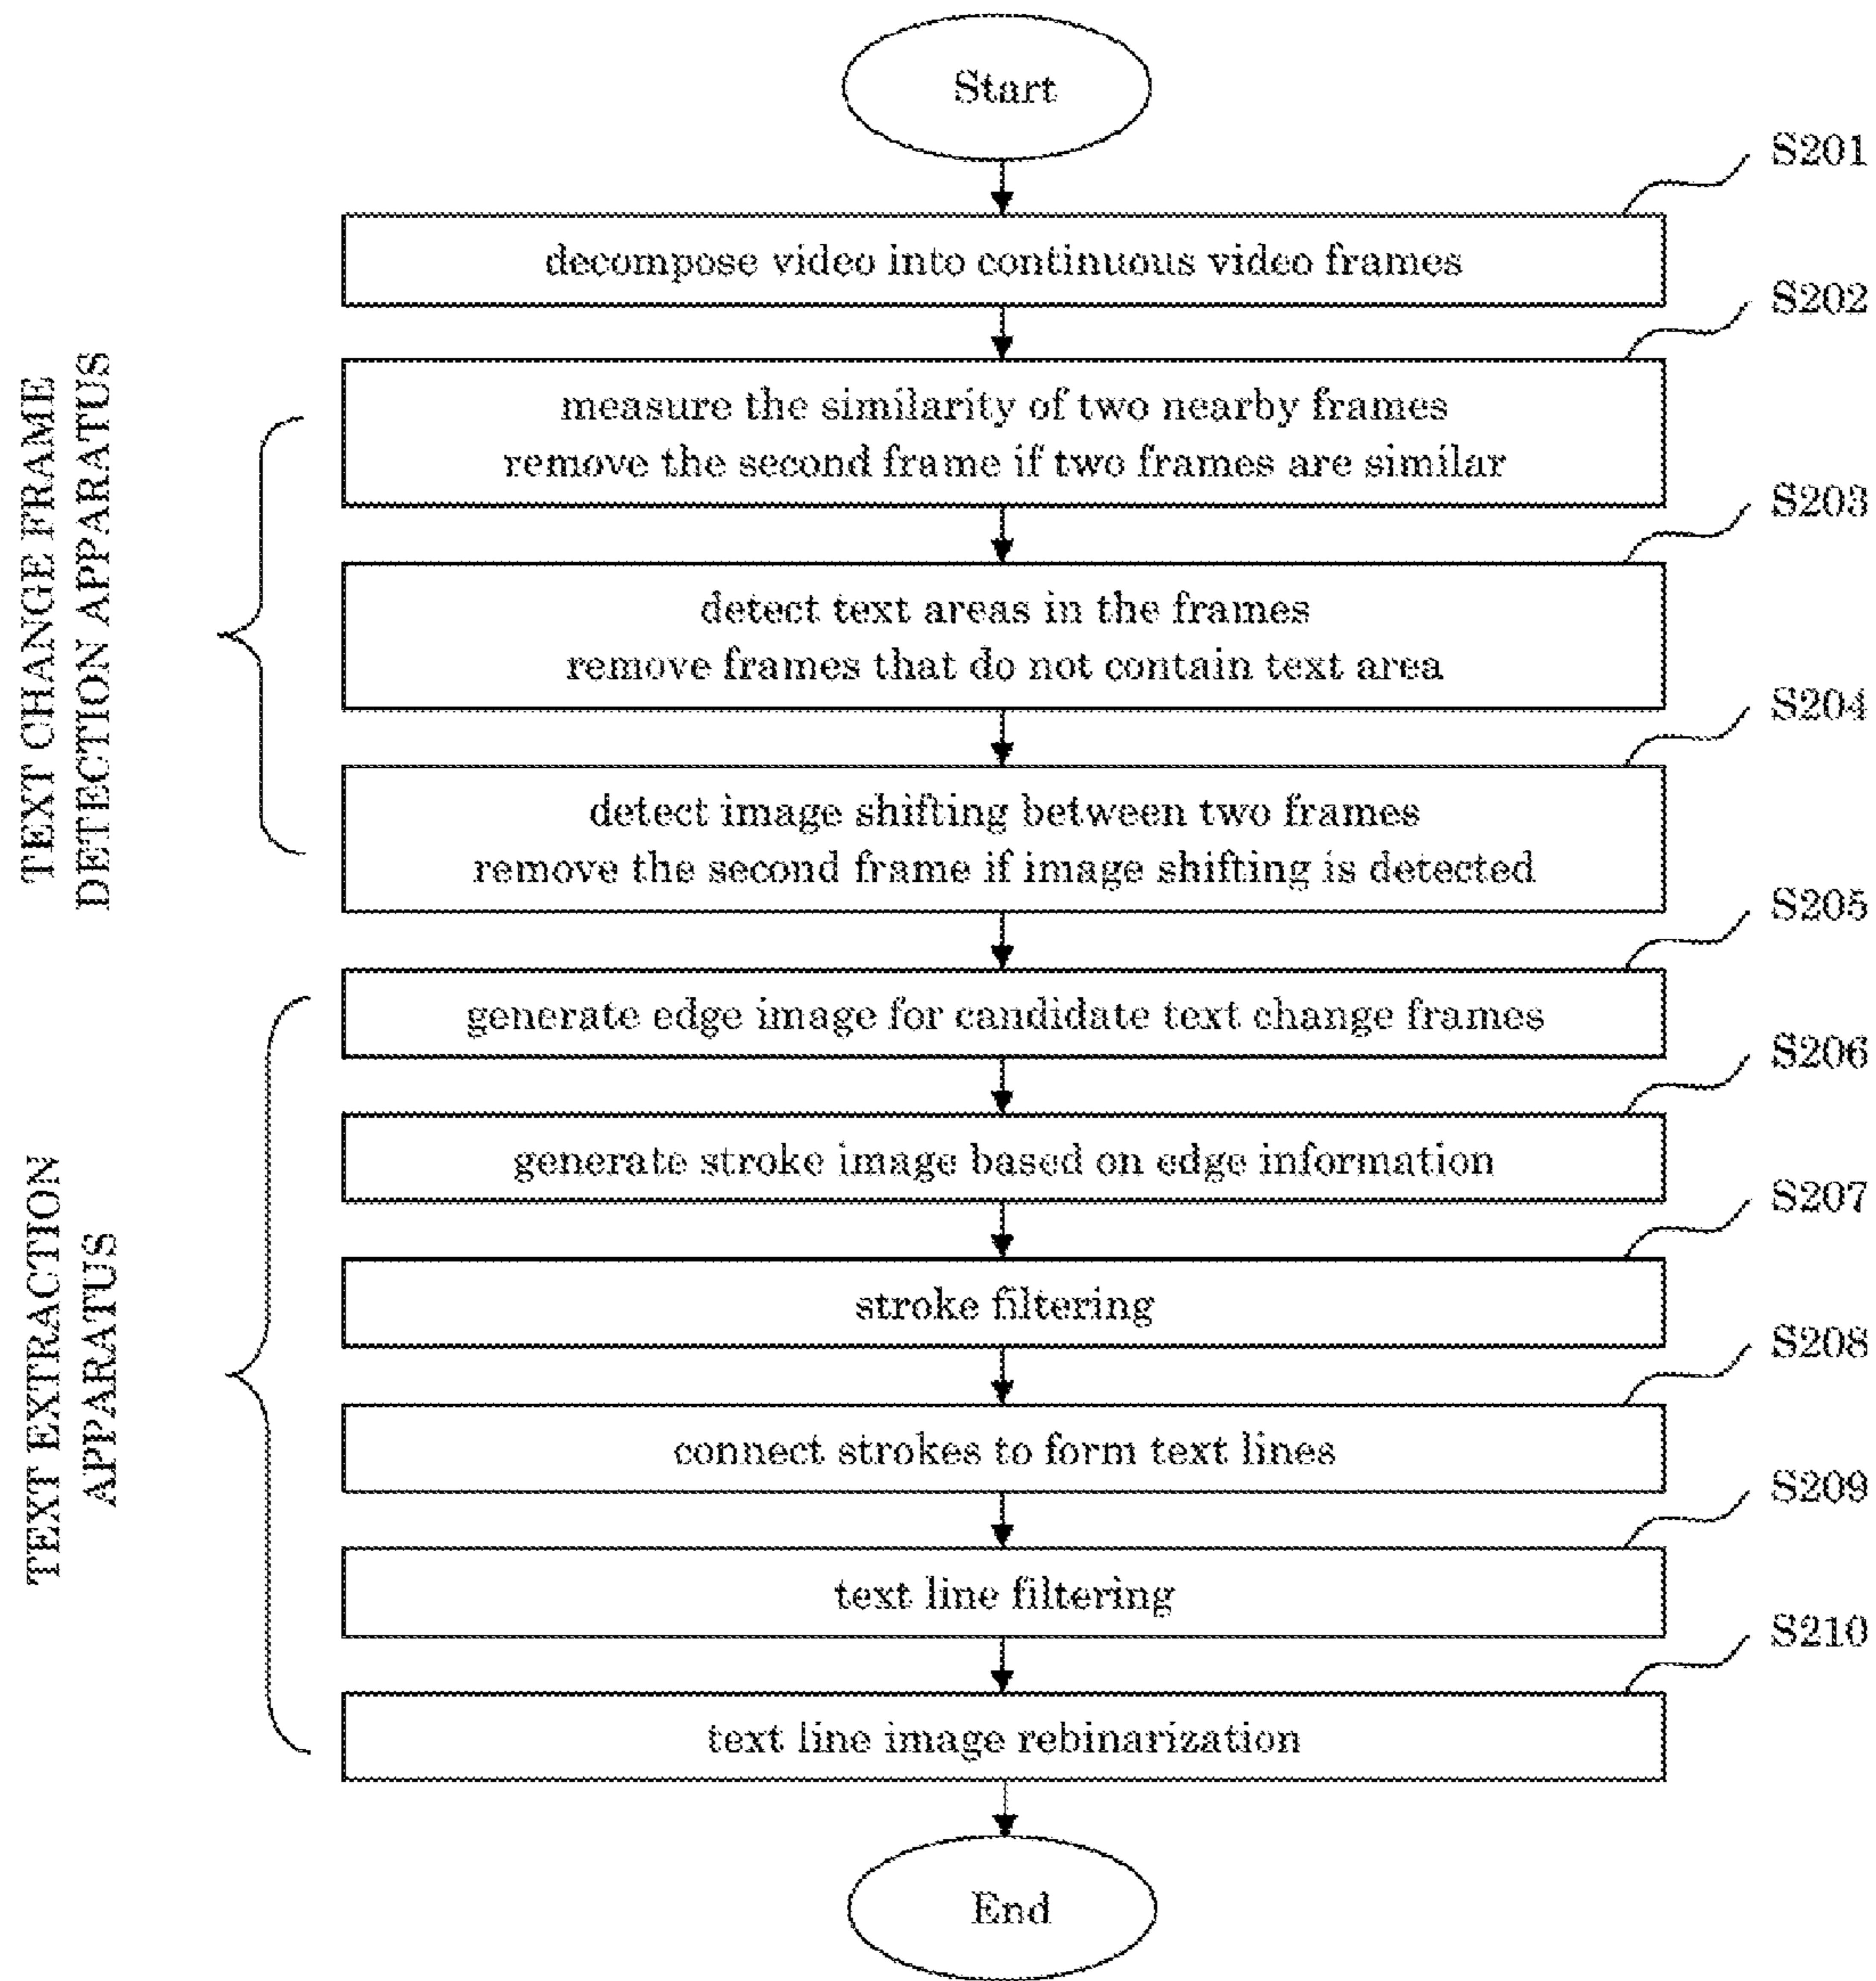 Start
S201
decompose video into continuous video frames
S202
measure the similarity of two nearby frames
remove the second frame if two frames are similar
S203
detect text areas in the frames
remove frames that do not contain text area
S204
detect image shifting between two frames
remove the second frame if image shifting is detected
TEXT CHANGE FRAME
DETECTION APPARATUS
S205
generate edge image for candidate text change frames
S206
generate stroke image based on edge information
S207
stroke filtering
S208
connect strokes to form text lines
S209
text line filtering
S210
text line image rebinarization
TEXT EXTRACTION
APPARATUS
End